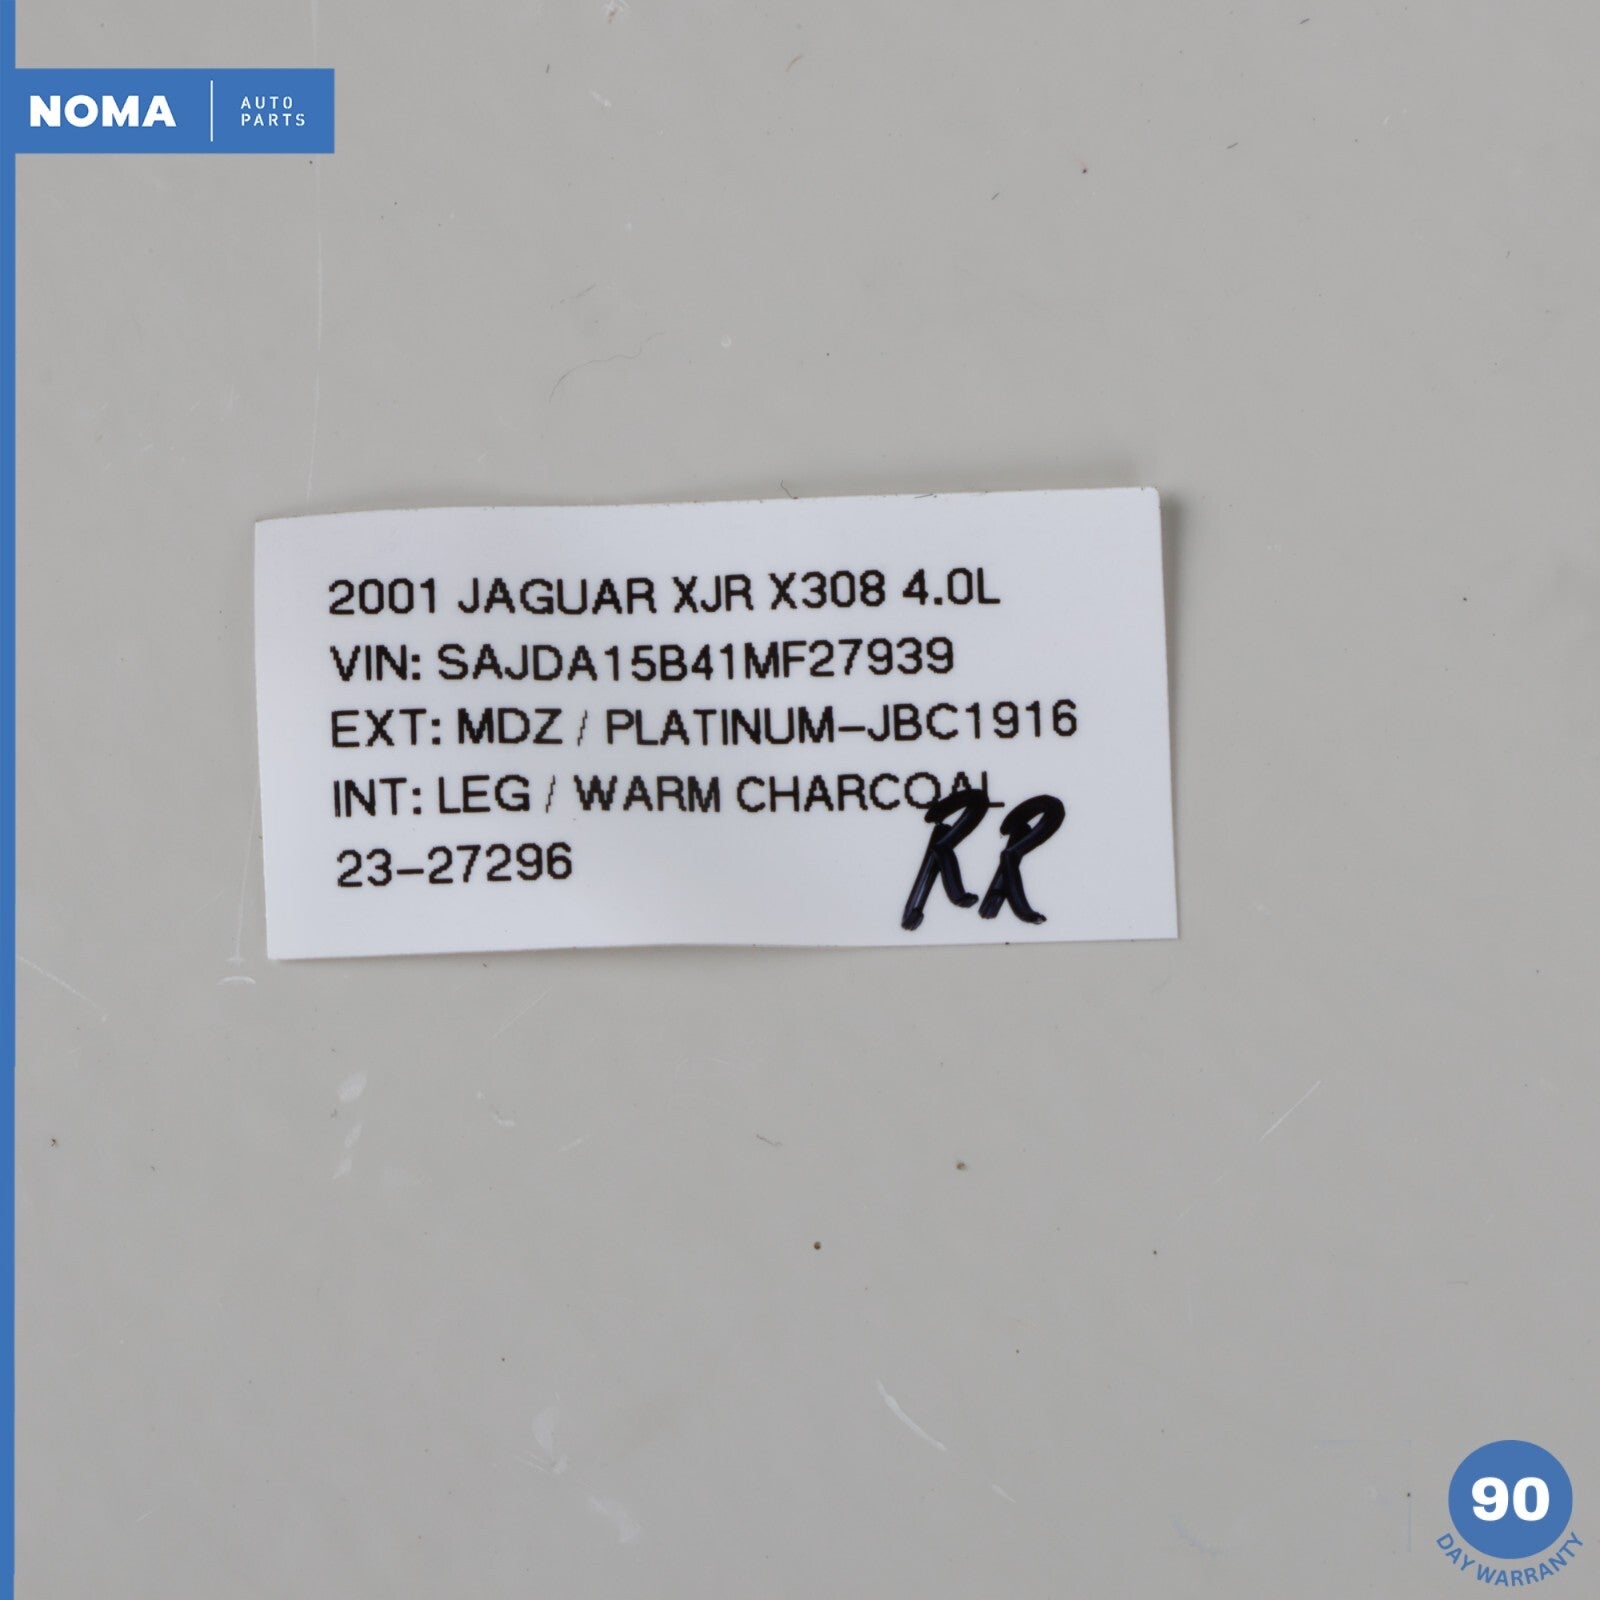 NOMA
AUTO
PARTS
2001 JAGUAR XJR X308 4.0L
VIN: SAJDA15B41MF27939
EXT: MDZ / PLATINUM-JBC1916
INT: LEG / WARM CHARCOAL
23-27296
RR
90
DAY WARRANTY